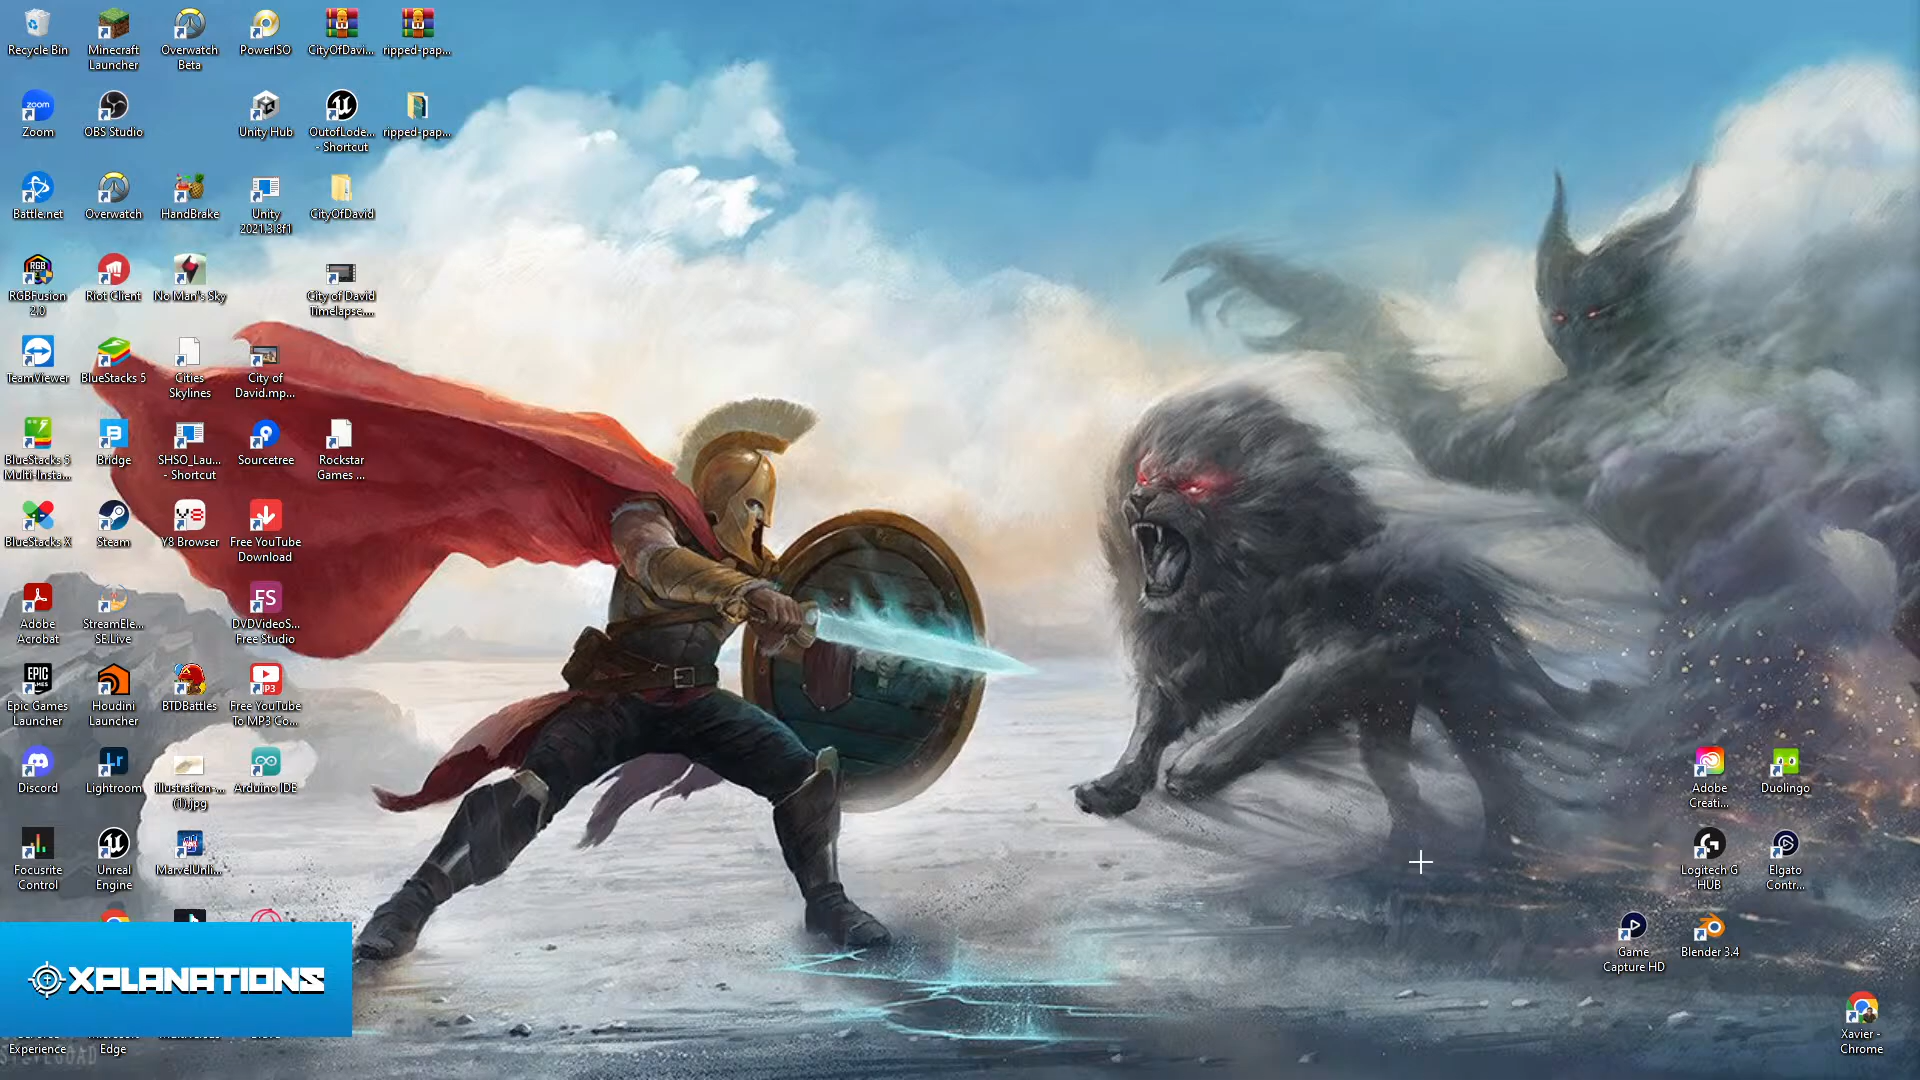 Recycle Bin
Minecraft
Launcher
Overwatch
Beta
PowerISO
CityOfDavi...
ripped-pap...
Zoom
OBS Studio
Unity Hub
OutofLode...
- Shortcut
ripped-pap...
Battle.net
Overwatch
HandBrake
Unity
2021.3.8f1
CityOfDavid
RGBFusion
2.0
Riot Client
No Man's Sky
City of David
Timelapse....
TeamViewer
BlueStacks 5
Cities
Skylines
City of
David.mp...
BlueStacks 5
Multi-Insta...
Bridge
SHSO_Lau...
- Shortcut
Sourcetree
Rockstar
Games ...
BlueStacks X
Steam
Y8 Browser
Free YouTube
Download
Adobe
Acrobat
StreamEle...
SE.Live
DVDVideoS...
Free Studio
Epic Games
Launcher
Houdini
Launcher
BTDBattles
Free YouTube
To MP3 Co...
Discord
Lightroom
illustration-...
(1).jpg
Arduino IDE
Adobe
Creati...
Duolingo
Focusrite
Control
Unreal
Engine
MarvelUnli...
Logitech G
HUB
Elgato
Contr...
Game
Capture HD
Blender 3.4
XPLANATIONS
Experience
Edge
Xavier -
Chrome